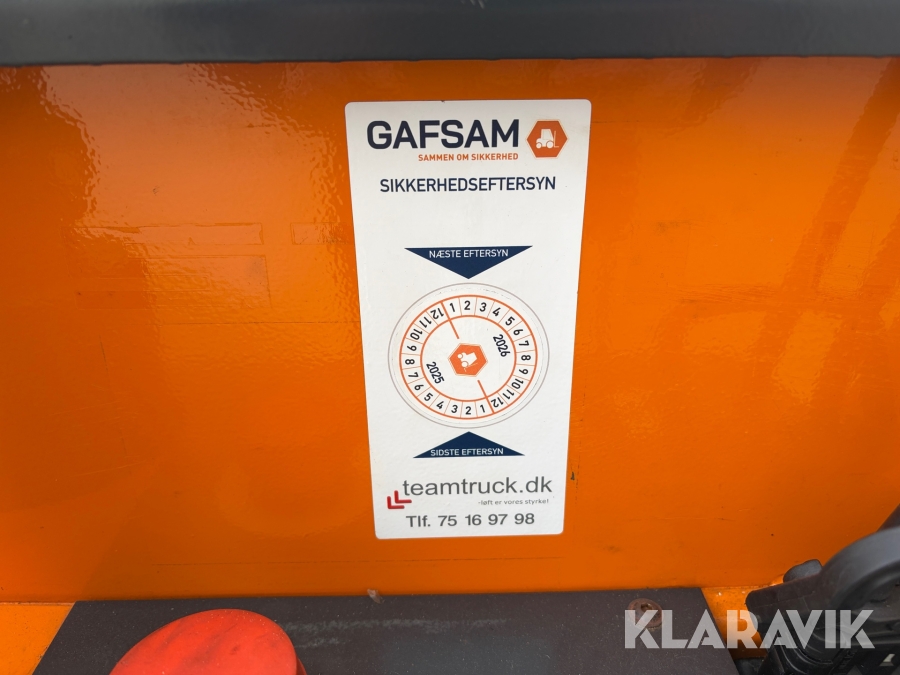 GAFSAM
SAMMEN OM SIKKERHED
SIKKERHEDSEFTERSYN
NÆSTE EFTERSYN
1 2 3 4 5 6 7 8 9 10 11 12
2026
2025
1 2 3 4 5 6 7 8 9 10 11 12
SIDSTE EFTERSYN
teamtruck.dk
-løft er vores styrke!
Tlf. 75 16 97 98
KLARAVIK